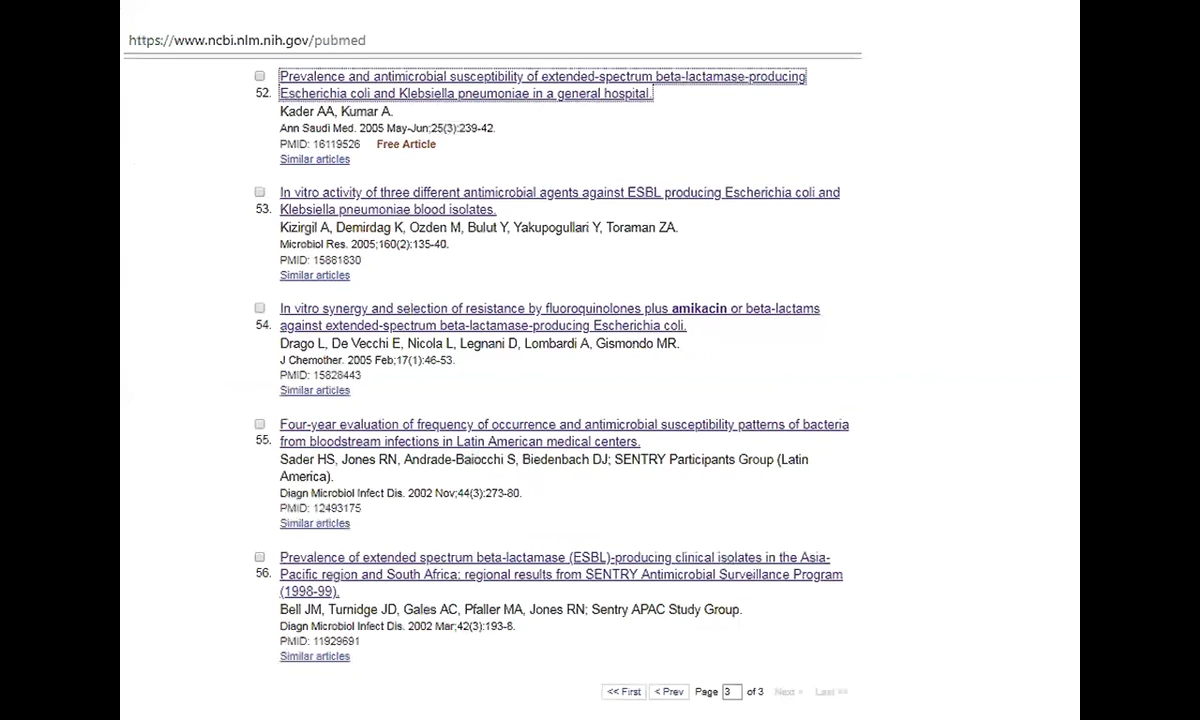 https://www.ncbi.nlm.nih.gov/pubmed
Prevalence and antimicrobial susceptibility of extended-spectrum beta-lactamase-producing
52. Escherichia coli and Klebsiella pneumoniae in a general hospital.
Kader AA, Kumar A.
Ann Saudi Med. 2005 May-Jun;25(3):239-42.
PMID: 16119526 Free Article
Similar articles
In vitro activity of three different antimicrobial agents against ESBL producing Escherichia coli and
53. Klebsiella pneumoniae blood isolates.
Kizirgil A, Demirdag K, Ozden M, Bulut Y, Yakupogullari Y, Toraman ZA.
Microbiol Res. 2005;160(2):135-40.
PMID: 15881830
Similar articles
In vitro synergy and selection of resistance by fluoroquinolones plus amikacin or beta-lactams
54. against extended-spectrum beta-lactamase-producing Escherichia coli.
Drago L, De Vecchi E, Nicola L, Legnani D, Lombardi A, Gismondo MR.
J Chemother. 2005 Feb;17(1):46-53.
PMID: 15828443
Similar articles
Four-year evaluation of frequency of occurrence and antimicrobial susceptibility patterns of bacteria
55. from bloodstream infections in Latin American medical centers.
Sader HS, Jones RN, Andrade-Baiocchi S, Biedenbach DJ; SENTRY Participants Group (Latin
America).
Diagn Microbiol Infect Dis. 2002 Nov;44(3):273-80.
PMID: 12493175
Similar articles
Prevalence of extended spectrum beta-lactamase (ESBL)-producing clinical isolates in the Asia-
56. Pacific region and South Africa: regional results from SENTRY Antimicrobial Surveillance Program
(1998-99).
Bell JM, Turnidge JD, Gales AC, Pfaller MA, Jones RN; Sentry APAC Study Group.
Diagn Microbiol Infect Dis. 2002 Mar;42(3):193-8.
PMID: 11929691
Similar articles
<< First < Prev Page 3 of 3 Next > Last >>